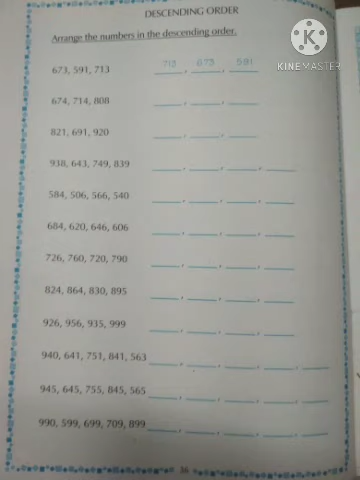 DESCENDING ORDER
Arrange the numbers in the descending order.
KINEMASTER
673, 591, 713 713, 673, 591
674, 714, 808
821, 691, 920
938, 643, 749, 839
584, 506, 566, 540
684, 620, 646, 606
726, 760, 720, 790
824, 864, 830, 895
926, 956, 935, 999
940, 641, 751, 841, 563
945, 645, 755, 845, 565
990, 599, 699, 709, 899
36